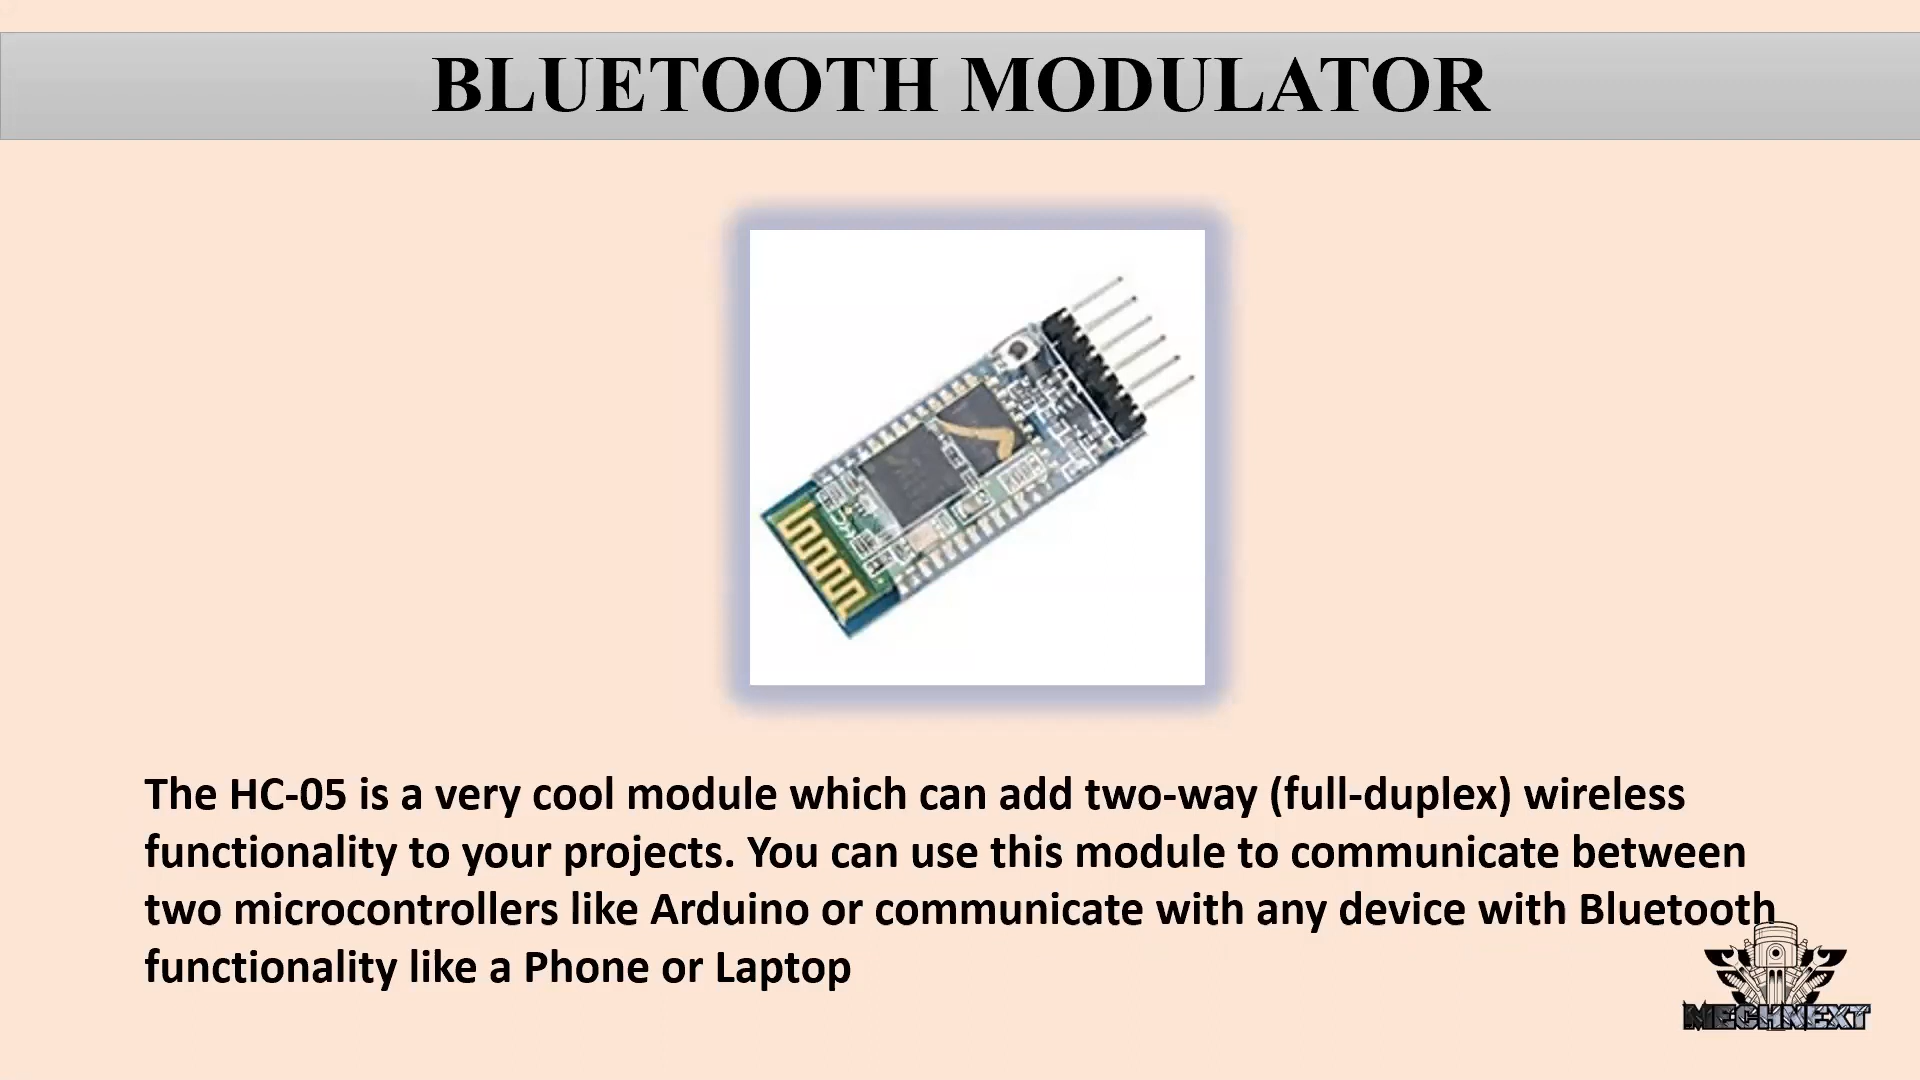 BLUETOOTH MODULATOR
The HC-05 is a very cool module which can add two-way (full-duplex) wireless
functionality to your projects. You can use this module to communicate between
two microcontrollers like Arduino or communicate with any device with Bluetooth
functionality like a Phone or Laptop
MECHNEXT